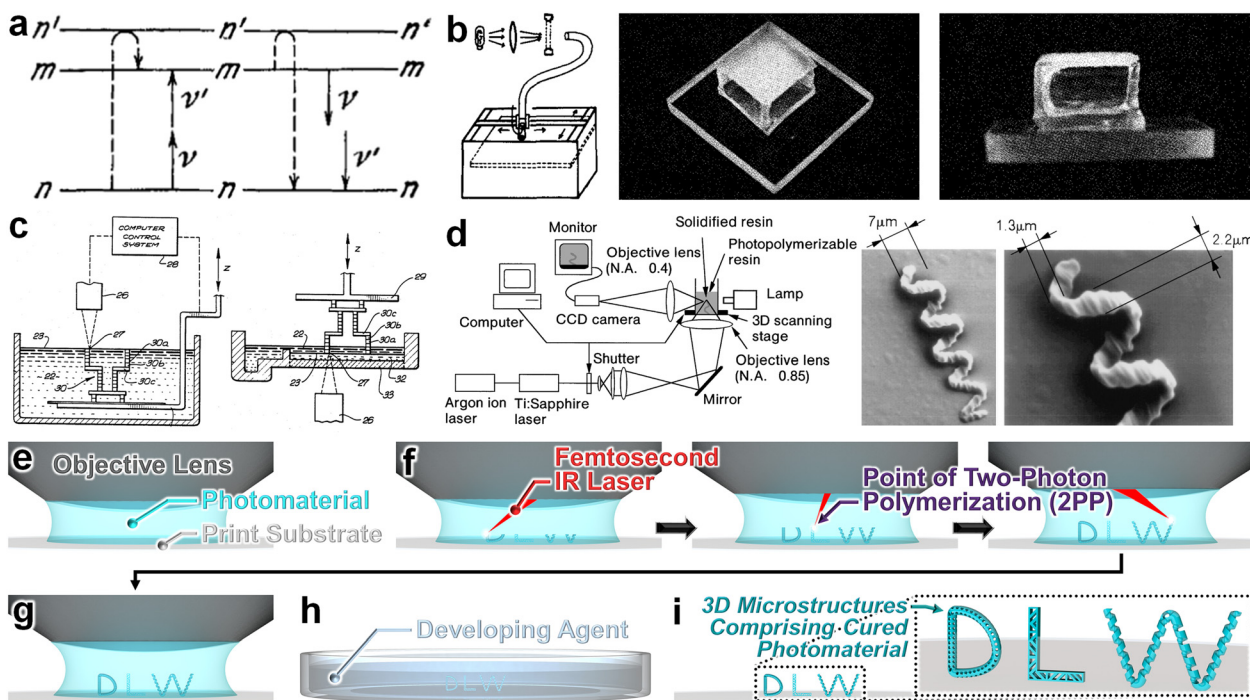 a
n' n' n'
m m m
ν'
ν
ν
ν'
n n n
b
c
COMPUTER
CONTROL
SYSTEM
28
z
26
23
27
30a
30b
30c
22
30
z
29
30c
30b
30a
22
23
27
32
33
26
d
Monitor
Computer
CCD camera
Objective lens
(N.A. 0.4)
Solidified resin
Photopolymerizable
resin
Lamp
3D scanning
stage
Objective lens
(N.A. 0.85)
Shutter
Mirror
Argon ion
laser
Ti:Sapphire
laser
7μm
1.3μm
2.2μm
e
Objective Lens
Photomaterial
Print Substrate
f
Femtosecond
IR Laser
DLW
Point of Two-Photon
Polymerization (2PP)
DLW
DLW
g
DLW
h
Developing Agent
DLW
i
3D Microstructures
Comprising Cured
Photomaterial
DLW
DLW